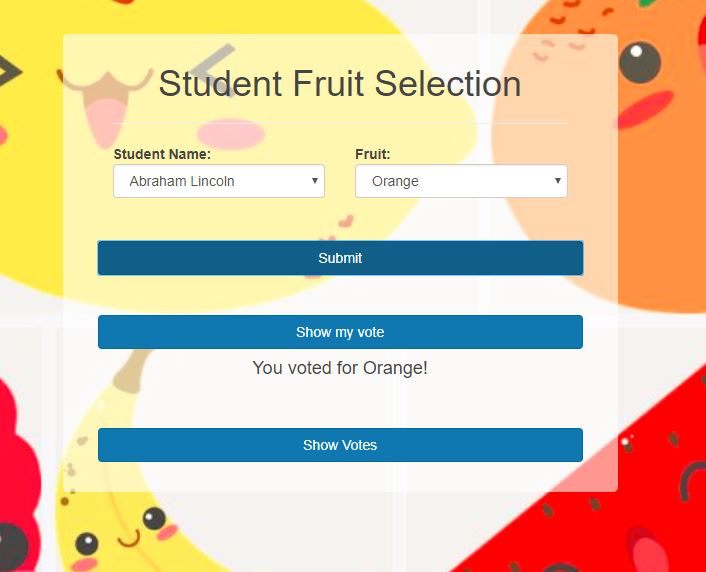 Student Fruit Selection
Student Name: Fruit:
Abraham Lincoln Orange
Submit
Show my vote
You voted for Orange!
Show Votes